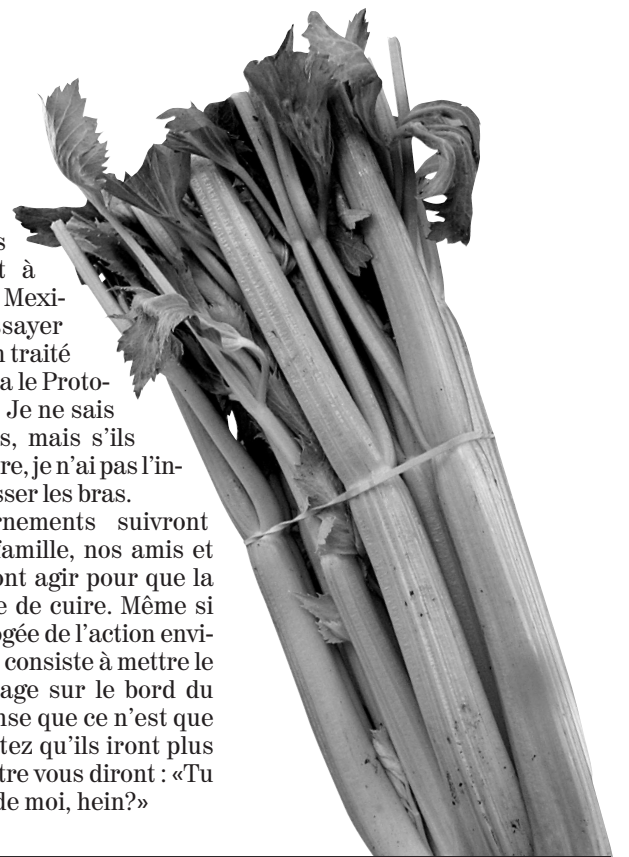 s
t à
Mexi-
sayer
n traité
a le Proto-
Je ne sais
s, mais s’ils
re, je n’ai pas l’in-
sser les bras.
rnements suivront
famille, nos amis et
ont agir pour que la
e de cuire. Même si
ogée de l’action envi-
consiste à mettre le
age sur le bord du
nse que ce n’est que
tez qu’ils iront plus
tre vous diront : «Tu
de moi, hein?»